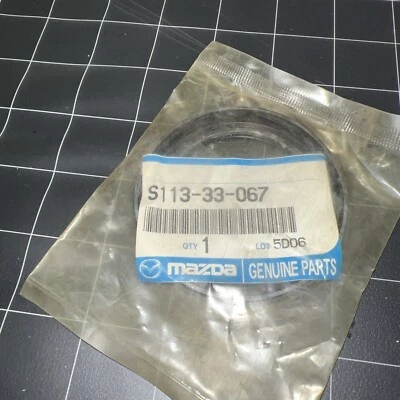 S113-33-067
QTY 1 LOT 5D06
mazda GENUINE PARTS